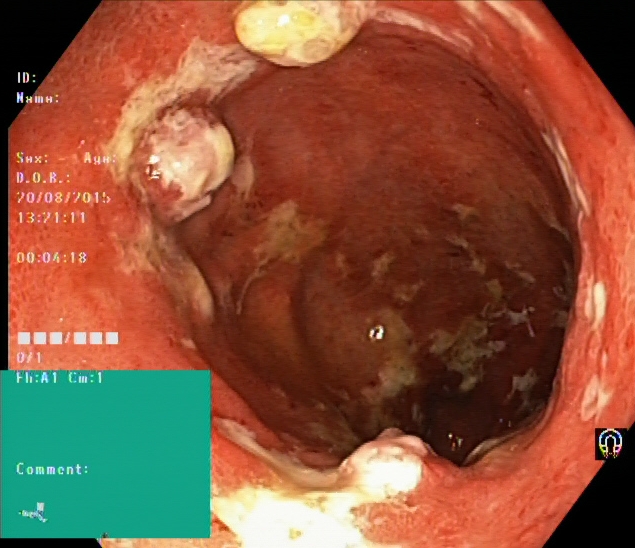 ID:
Name:
Sex: - Age:
D.O.B.:
20/08/2015
13:21:11
00:04:18
■■■/■■■
0/1
Eh:A1 Cm:1
Comment: